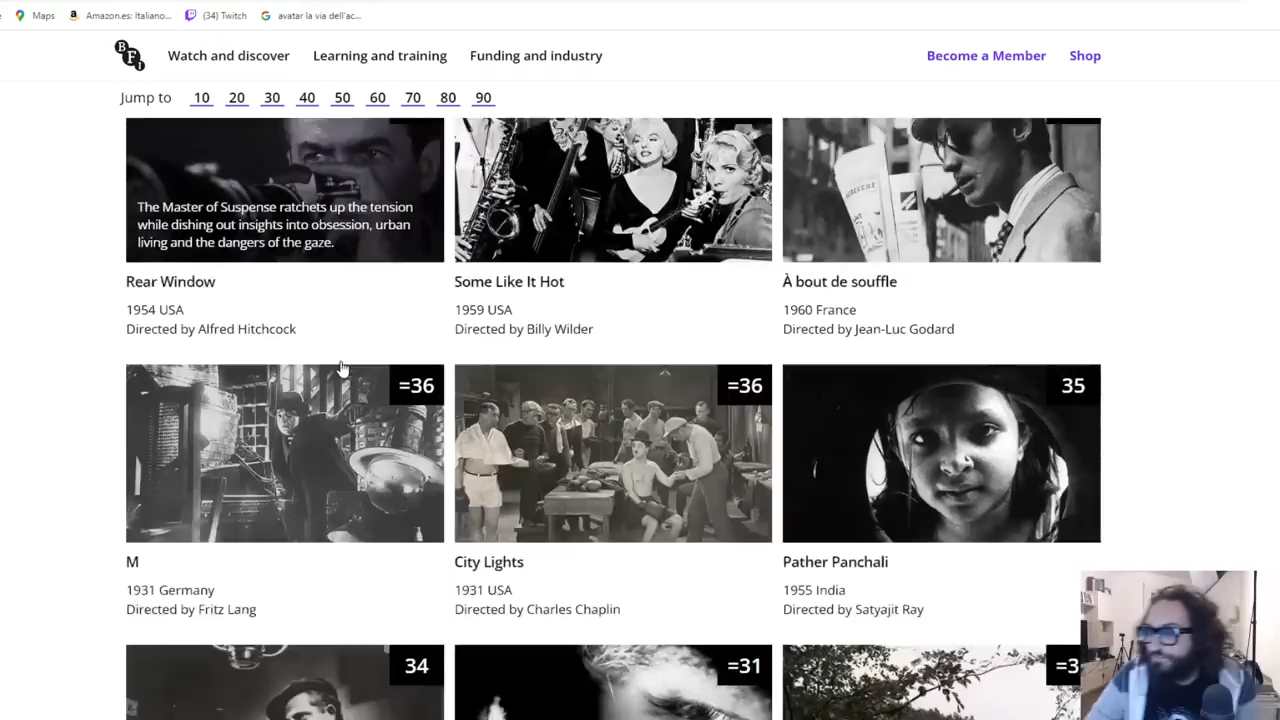 Maps
Amazon.es: Italiano...
(34) Twitch
avatar la via dell'ac...
BFI
Watch and discover
Learning and training
Funding and industry
Become a Member
Shop
Jump to 10 20 30 40 50 60 70 80 90
The Master of Suspense ratchets up the tension
while dishing out insights into obsession, urban
living and the dangers of the gaze.
Rear Window
1954 USA
Directed by Alfred Hitchcock
Some Like It Hot
1959 USA
Directed by Billy Wilder
À bout de souffle
1960 France
Directed by Jean-Luc Godard
=36
M
1931 Germany
Directed by Fritz Lang
=36
City Lights
1931 USA
Directed by Charles Chaplin
35
Pather Panchali
1955 India
Directed by Satyajit Ray
34
=31
=3